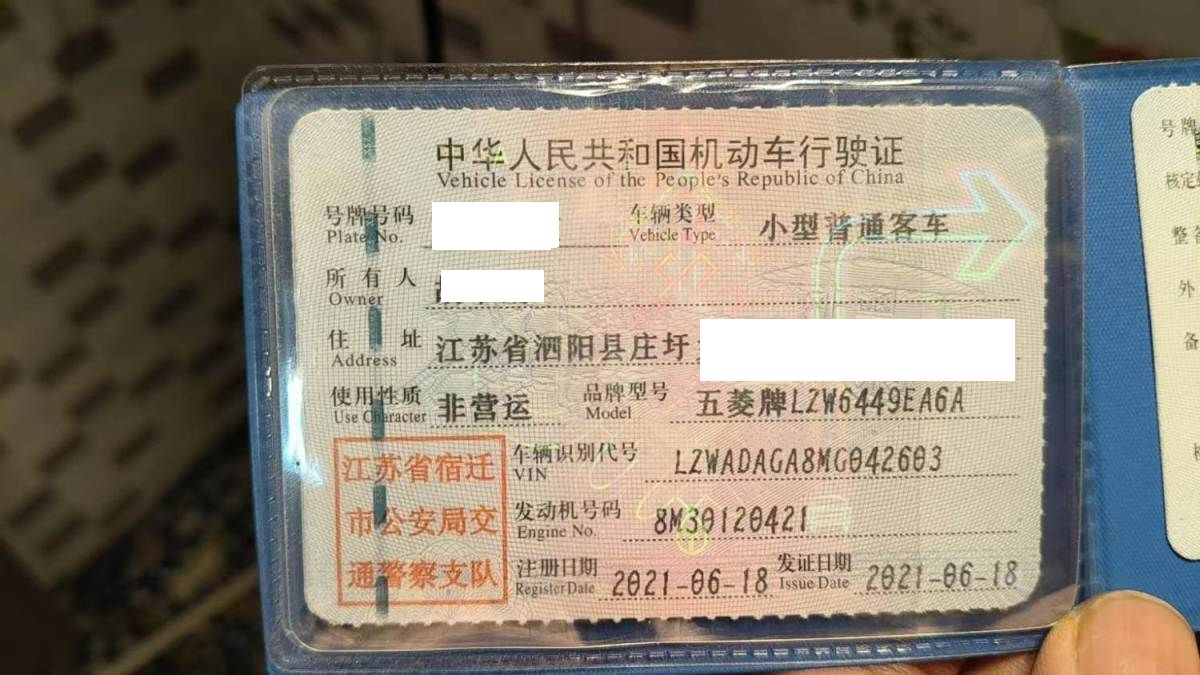 中华人民共和国机动车行驶证
Vehicle License of the People's Republic of China
号牌号码 车辆类型 小型普通客车
Plate No. Vehicle Type
所有人
Owner
住址 江苏省泗阳县庄圩
Address
使用性质 非营运 品牌型号 五菱牌LZW6449EA6A
Use Character Model
江苏省宿迁
市公安局交
通警察支队
车辆识别代号 LZWADAGA8MG042603
VIN
发动机号码 8M30120421
Engine No.
注册日期 2021-06-18 发证日期 2021-06-18
Register Date Issue Date
号牌
核定
整
外
备